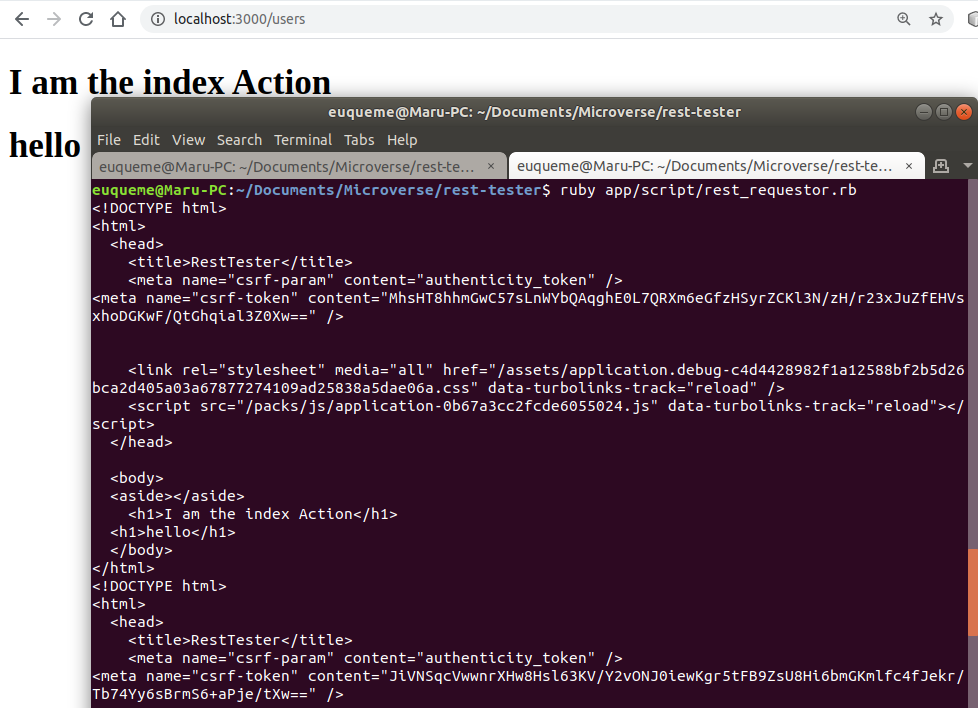 localhost:3000/users
I am the index Action
hello
euqueme@Maru-PC: ~/Documents/Microverse/rest-tester
File Edit View Search Terminal Tabs Help
euqueme@Maru-PC: ~/Documents/Microverse/rest-te... × euqueme@Maru-PC: ~/Documents/Microverse/rest-te... ×
euqueme@Maru-PC:~/Documents/Microverse/rest-tester$ ruby app/script/rest_requestor.rb
<!DOCTYPE html>
<html>
<head>
<title>RestTester</title>
<meta name="csrf-param" content="authenticity_token" />
<meta name="csrf-token" content="MhsHT8hhmGwC57sLnWYbQAqghE0L7QRXm6eGfzHSyrZCKl3N/zH/r23xJuZfEHVs
xhoDGKwF/QtGhqial3Z0Xw==" />
<link rel="stylesheet" media="all" href="/assets/application.debug-c4d4428982f1a12588bf2b5d26
bca2d405a03a67877274109ad25838a5dae06a.css" data-turbolinks-track="reload" />
<script src="/packs/js/application-0b67a3cc2fcde6055024.js" data-turbolinks-track="reload"></
script>
</head>
<body>
<aside></aside>
<h1>I am the index Action</h1>
<h1>hello</h1>
</body>
</html>
<!DOCTYPE html>
<html>
<head>
<title>RestTester</title>
<meta name="csrf-param" content="authenticity_token" />
<meta name="csrf-token" content="JiVNSqcVwwnrXHw8Hsl63KV/Y2vONJ0iewKgr5tFB9ZsU8Hi6bmGKmlfc4fJekr/
Tb74Yy6sBrmS6+aPje/tXw==" />